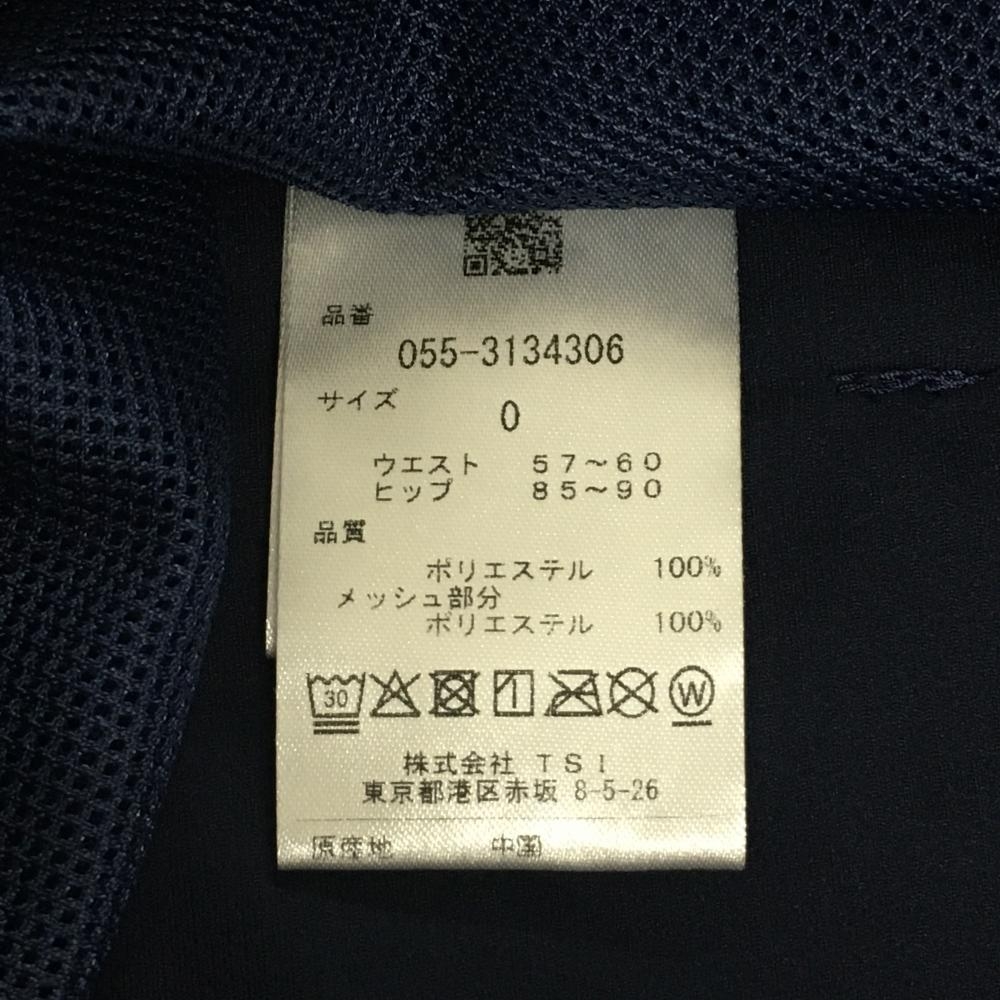 品番
055-3134306
サイズ
0
ウエスト 57~60
ヒップ 85~90
品質
ポリエステル 100%
メッシュ部分
ポリエステル 100%
30 W
株式会社 TSI
東京都港区赤坂 8-5-26
原産地 中国